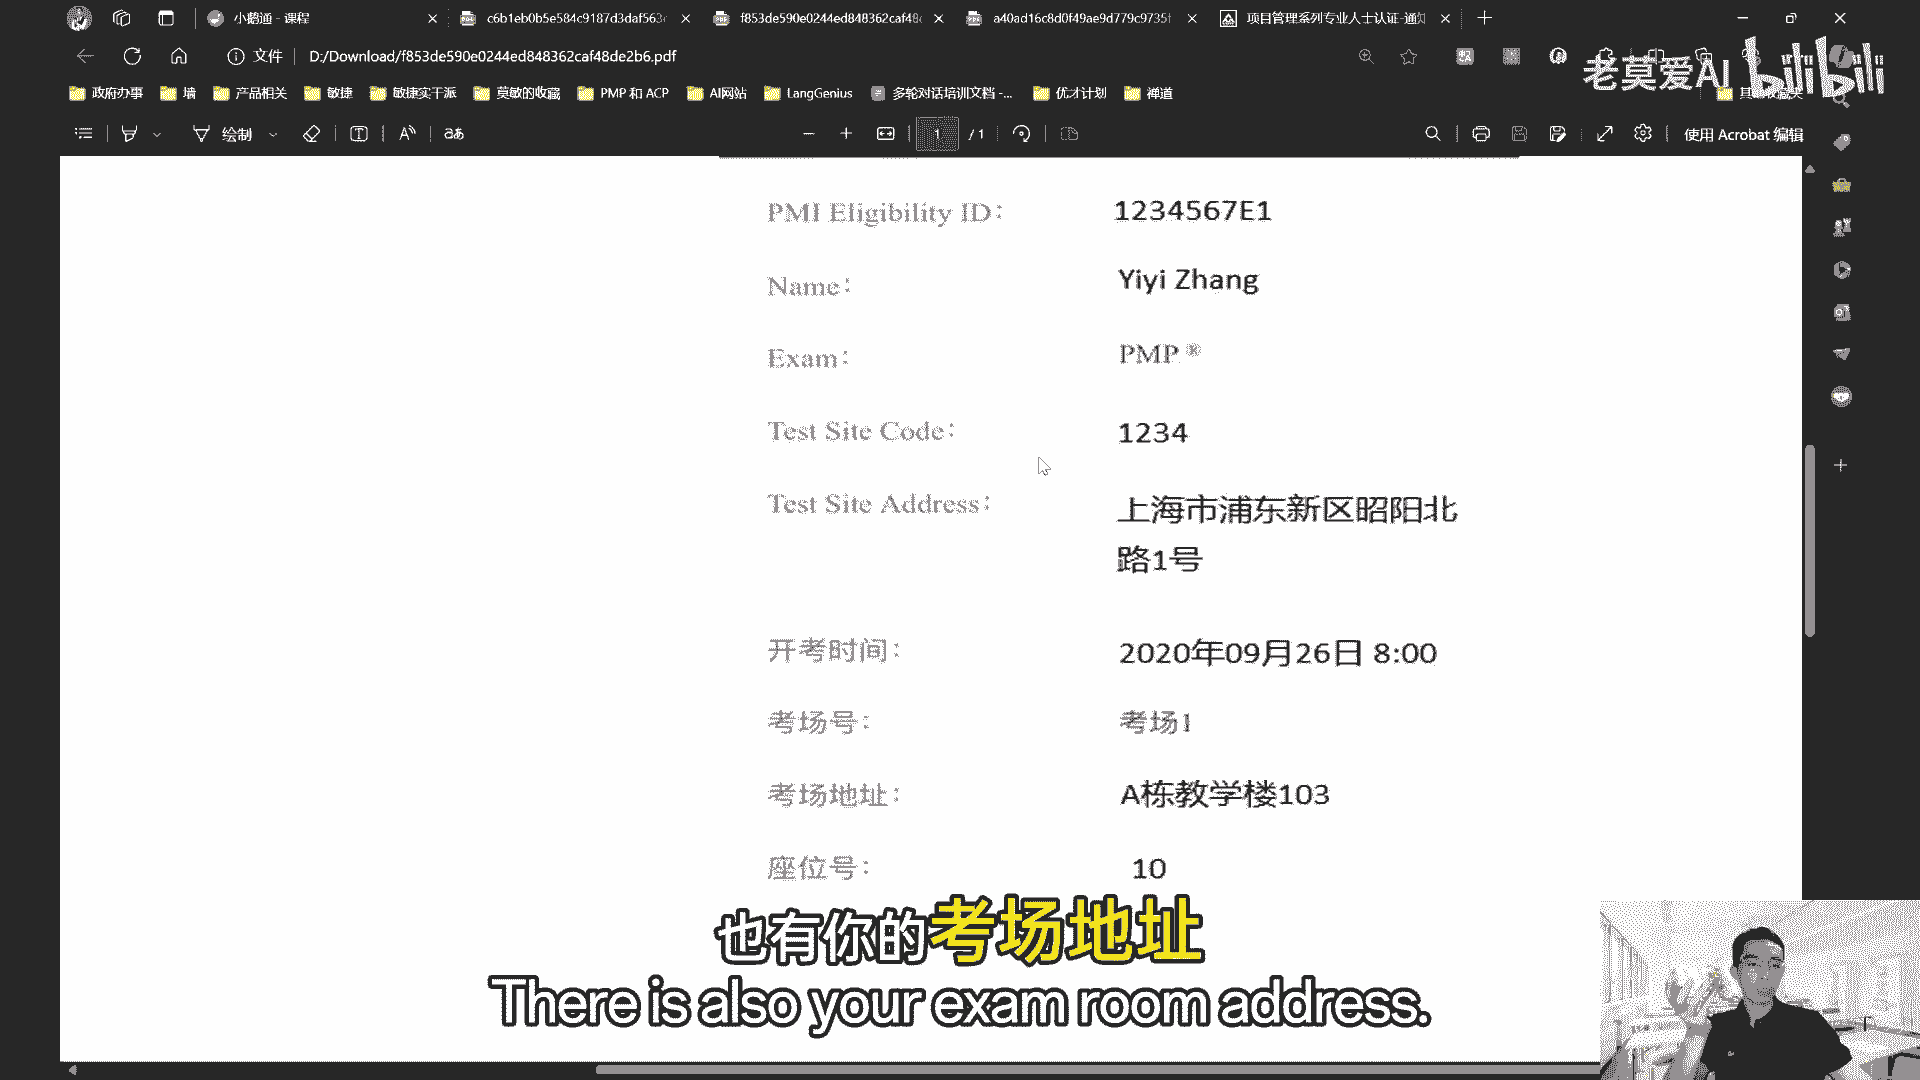 小鹅通 - 课程
c6b1eb0b5e584c9187d3daf563
f853de590e0244ed848362caf48
a40ad16c8d0f49ae9d779c9735f
项目管理系列专业人士认证-通知
文件
D:/Download/f853de590e0244ed848362caf48de2b6.pdf
老莫爱AI bilibili
政府办事
墙
产品相关
敏捷
敏捷实干派
莫敏的收藏
PMP 和 ACP
AI网站
LangGenius
多轮对话培训文档 -...
优才计划
禅道
绘制
aあ
1 / 1
使用 Acrobat 编辑
PMI Eligibility ID: 1234567E1
Name: Yiyi Zhang
Exam: PMP ®
Test Site Code: 1234
Test Site Address: 上海市浦东新区昭阳北
路1号
开考时间: 2020年09月26日 8:00
考场号: 考场1
考场地址: A栋教学楼103
座位号: 10
也有你的考场地址
There is also your exam room address.